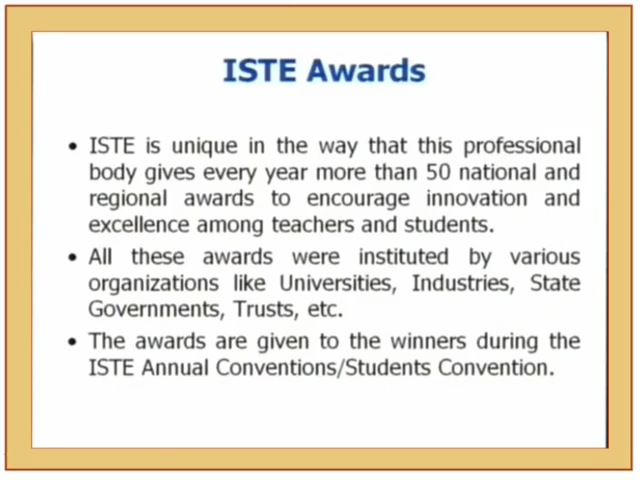 ISTE Awards
• ISTE is unique in the way that this professional
body gives every year more than 50 national and
regional awards to encourage innovation and
excellence among teachers and students.
• All these awards were instituted by various
organizations like Universities, Industries, State
Governments, Trusts, etc.
• The awards are given to the winners during the
ISTE Annual Conventions/Students Convention.